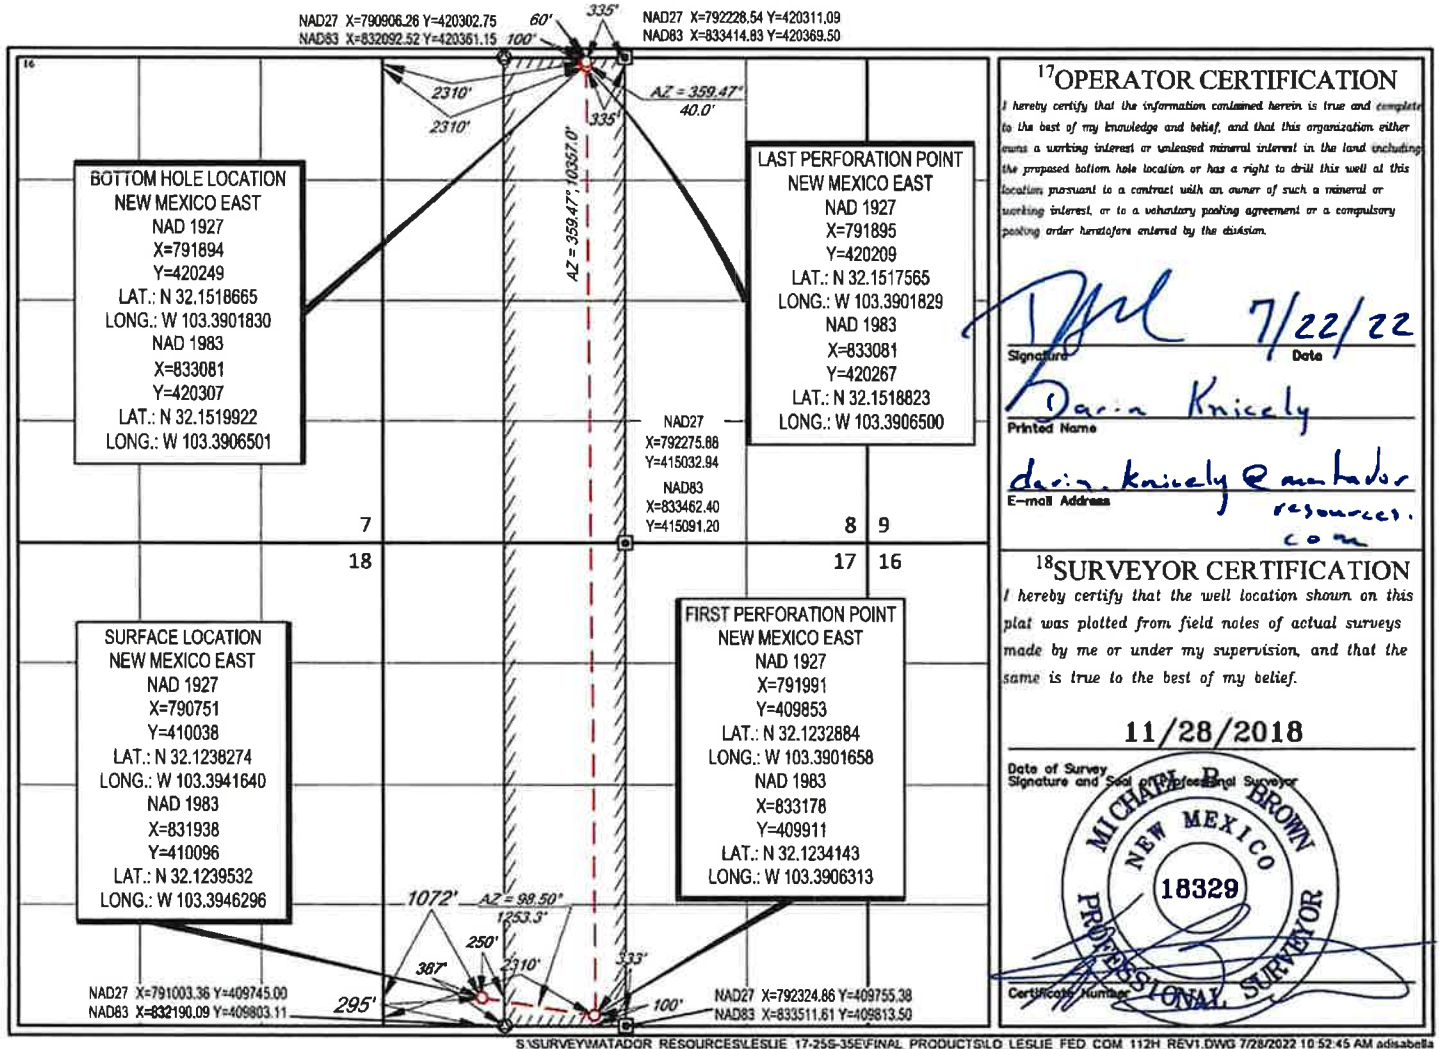 NAD27 X=790906.26 Y=420302.75
NAD83 X=832092.52 Y=420361.15
60'
100'
335'
NAD27 X=792228.54 Y=420311.09
NAD83 X=833414.83 Y=420369.50
16
2310'
2310'
335'
AZ = 359.47°
40.0'
AZ = 359.47°, 10357.0'
BOTTOM HOLE LOCATION
NEW MEXICO EAST
NAD 1927
X=791894
Y=420249
LAT.: N 32.1518665
LONG.: W 103.3901830
NAD 1983
X=833081
Y=420307
LAT.: N 32.1519922
LONG.: W 103.3906501
LAST PERFORATION POINT
NEW MEXICO EAST
NAD 1927
X=791895
Y=420209
LAT.: N 32.1517565
LONG.: W 103.3901829
NAD 1983
X=833081
Y=420267
LAT.: N 32.1518823
LONG.: W 103.3906500
NAD27
X=792275.88
Y=415032.94
NAD83
X=833462.40
Y=415091.20
7
8 9
18
17 16
SURFACE LOCATION
NEW MEXICO EAST
NAD 1927
X=790751
Y=410038
LAT.: N 32.1238274
LONG.: W 103.3941640
NAD 1983
X=831938
Y=410096
LAT.: N 32.1239532
LONG.: W 103.3946296
FIRST PERFORATION POINT
NEW MEXICO EAST
NAD 1927
X=791991
Y=409853
LAT.: N 32.1232884
LONG.: W 103.3901658
NAD 1983
X=833178
Y=409911
LAT.: N 32.1234143
LONG.: W 103.3906313
1072'
AZ = 98.50°
1253.3'
250'
387'
2310'
333'
295'
100'
NAD27 X=791003.36 Y=409745.00
NAD83 X=832190.09 Y=409803.11
NAD27 X=792324.86 Y=409755.38
NAD83 X=833511.61 Y=409813.50
17OPERATOR CERTIFICATION
I hereby certify that the information contained herein is true and complete
to the best of my knowledge and belief, and that this organization either
owns a working interest or unleased mineral interest in the land including
the proposed bottom hole location or has a right to drill this well at this
location pursuant to a contract with an owner of such a mineral or
working interest, or to a voluntary pooling agreement or a compulsory
pooling order heretofore entered by the division.
7/22/22
Signature Date
Darin Knicely
Printed Name
darin.knicely@matador
resources.
com
E-mail Address
18SURVEYOR CERTIFICATION
I hereby certify that the well location shown on this
plat was plotted from field notes of actual surveys
made by me or under my supervision, and that the
same is true to the best of my belief.
11/28/2018
Date of Survey
Signature and Seal of Professional Surveyor
MICHAEL R. BROWN
NEW MEXICO
18329
PROFESSIONAL SURVEYOR
Certificate Number
S:\SURVEY\MATADOR_RESOURCES\LESLIE_17-25S-35E\FINAL_PRODUCTS\LO_LESLIE_FED_COM_112H_REV1.DWG 7/28/2022 10:52:45 AM adisabella